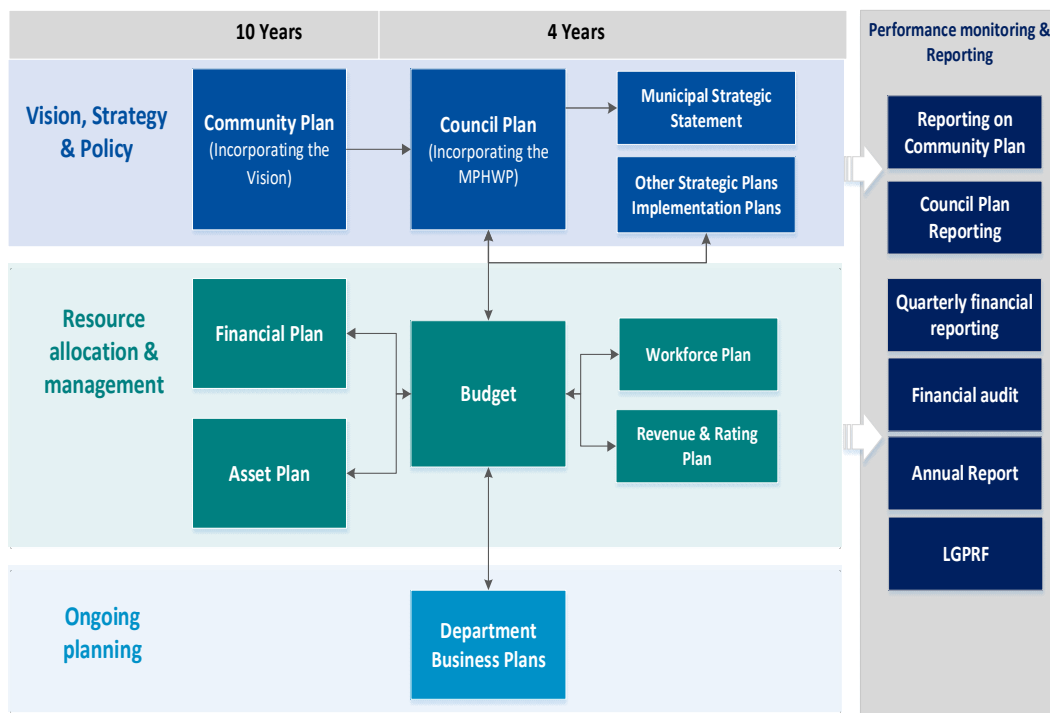 10 Years
4 Years
Performance monitoring &
Reporting
Vision, Strategy
& Policy
Community Plan
(Incorporating the
Vision)
Council Plan
(Incorporating the
MPHWP)
Municipal Strategic
Statement
Other Strategic Plans
Implementation Plans
Reporting on
Community Plan
Council Plan
Reporting
Resource
allocation &
management
Financial Plan
Asset Plan
Budget
Workforce Plan
Revenue & Rating
Plan
Quarterly financial
reporting
Financial audit
Annual Report
LGPRF
Ongoing
planning
Department
Business Plans